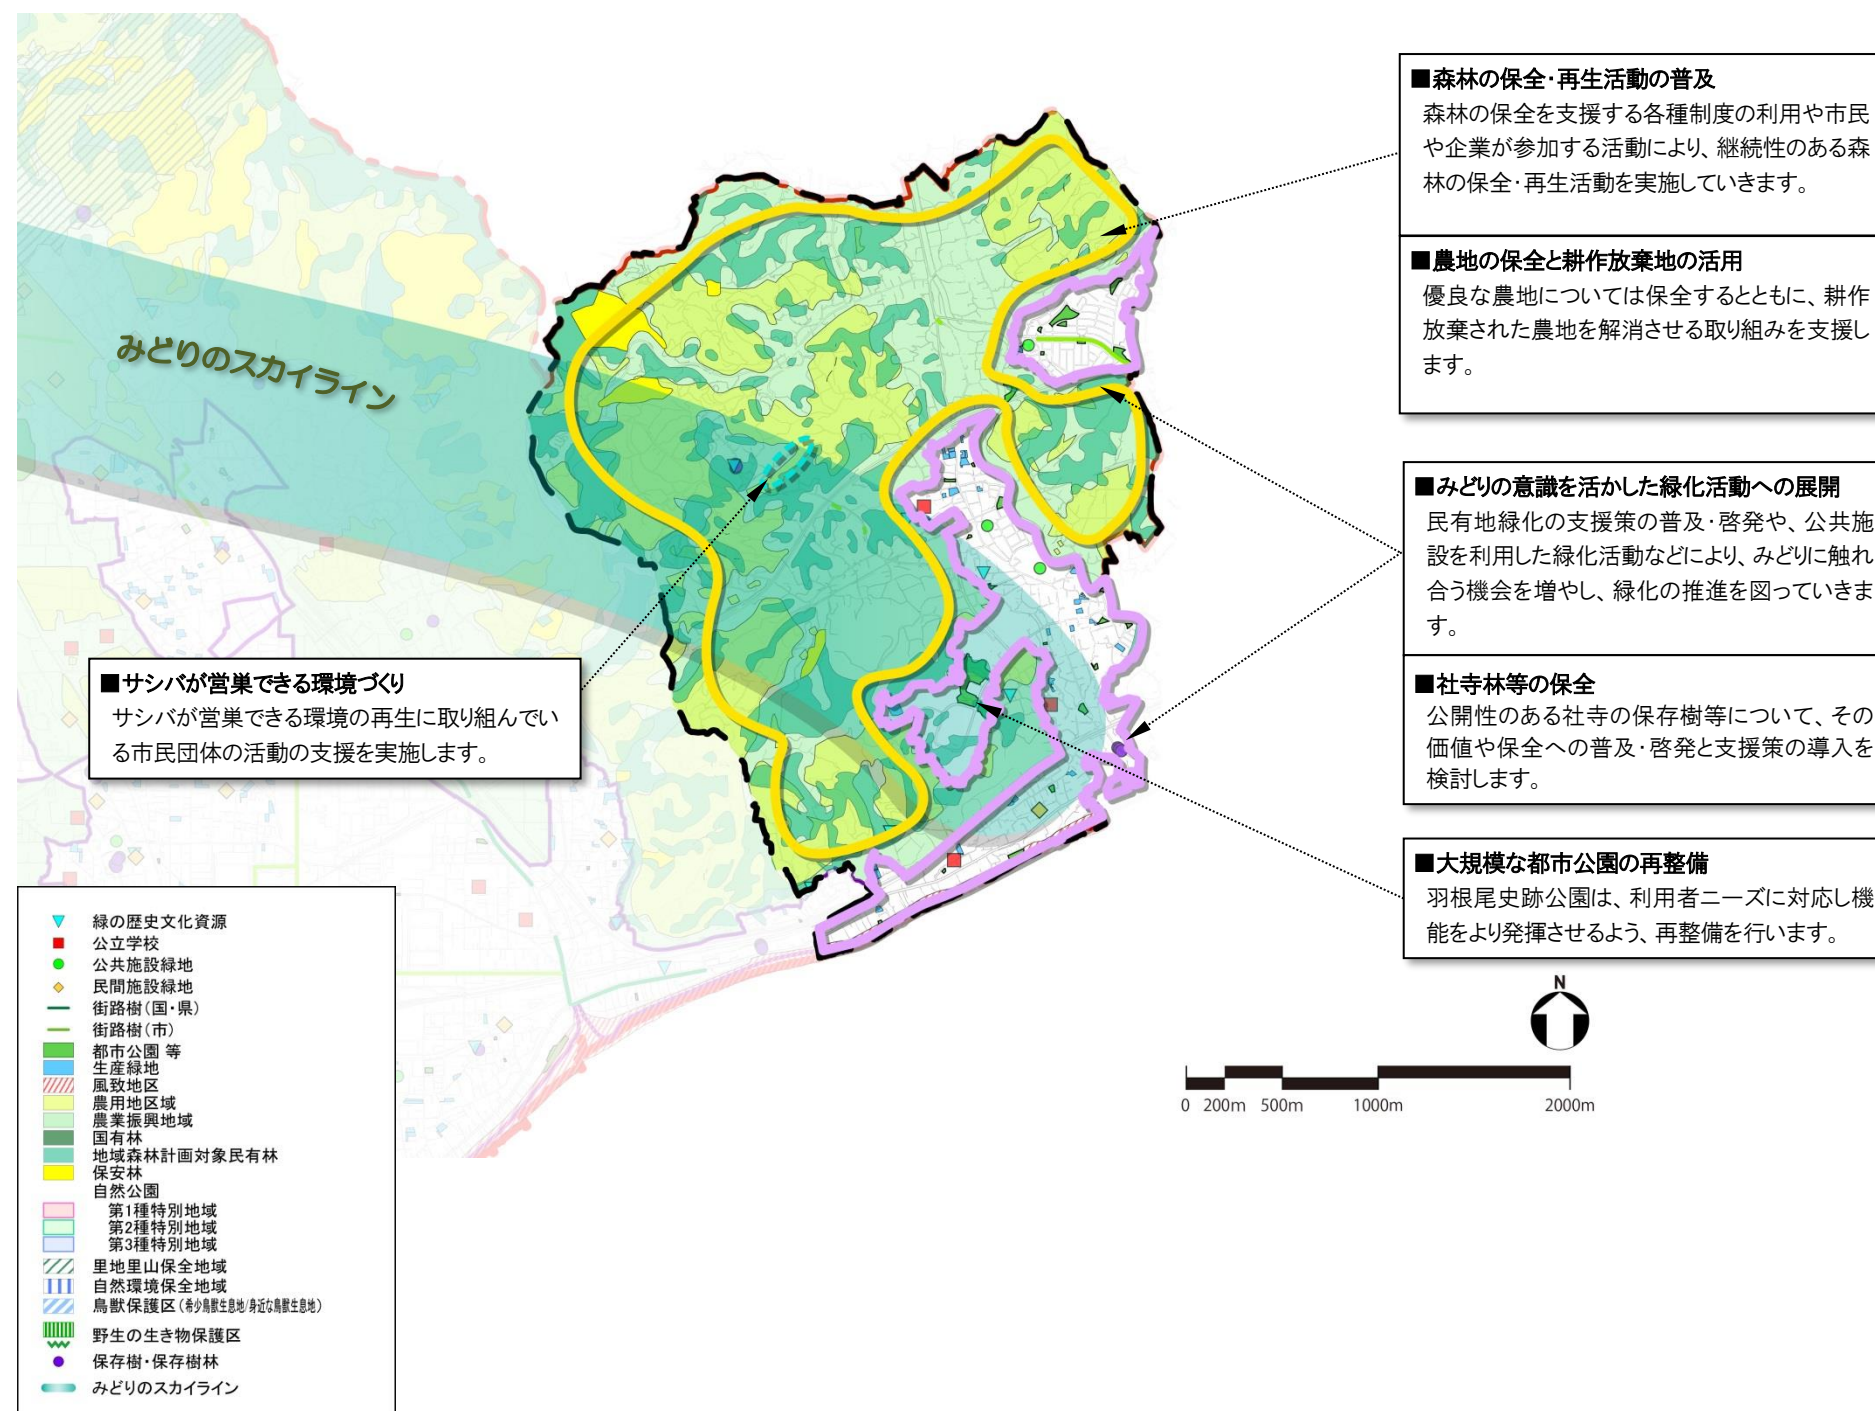 ■森林の保全・再生活動の普及
森林の保全を支援する各種制度の利用や市民
や企業が参加する活動により、継続性のある森
林の保全・再生活動を実施していきます。
■農地の保全と耕作放棄地の活用
優良な農地については保全するとともに、耕作
放棄された農地を解消させる取り組みを支援し
ます。
みどりのスカイライン
■みどりの意識を活かした緑化活動への展開
民有地緑化の支援策の普及・啓発や、公共施
設を利用した緑化活動などにより、みどりに触れ
合う機会を増やし、緑化の推進を図っていきま
す。
■社寺林等の保全
公開性のある社寺の保存樹等について、その
価値や保全への普及・啓発と支援策の導入を
検討します。
■サシバが営巣できる環境づくり
サシバが営巣できる環境の再生に取り組んでい
る市民団体の活動の支援を実施します。
■大規模な都市公園の再整備
羽根尾史跡公園は、利用者ニーズに対応し機
能をより発揮させるよう、再整備を行います。
緑の歴史文化資源
公立学校
公共施設緑地
民間施設緑地
街路樹(国・県)
街路樹(市)
都市公園 等
生産緑地
風致地区
農用地区域
農業振興地域
国有林
地域森林計画対象民有林
保安林
自然公園
第1種特別地域
第2種特別地域
第3種特別地域
里地里山保全地域
自然環境保全地域
鳥獣保護区(希少鳥獣生息地/身近な鳥獣生息地)
野生の生き物保護区
保存樹・保存樹林
みどりのスカイライン
N
0 200m 500m 1000m 2000m